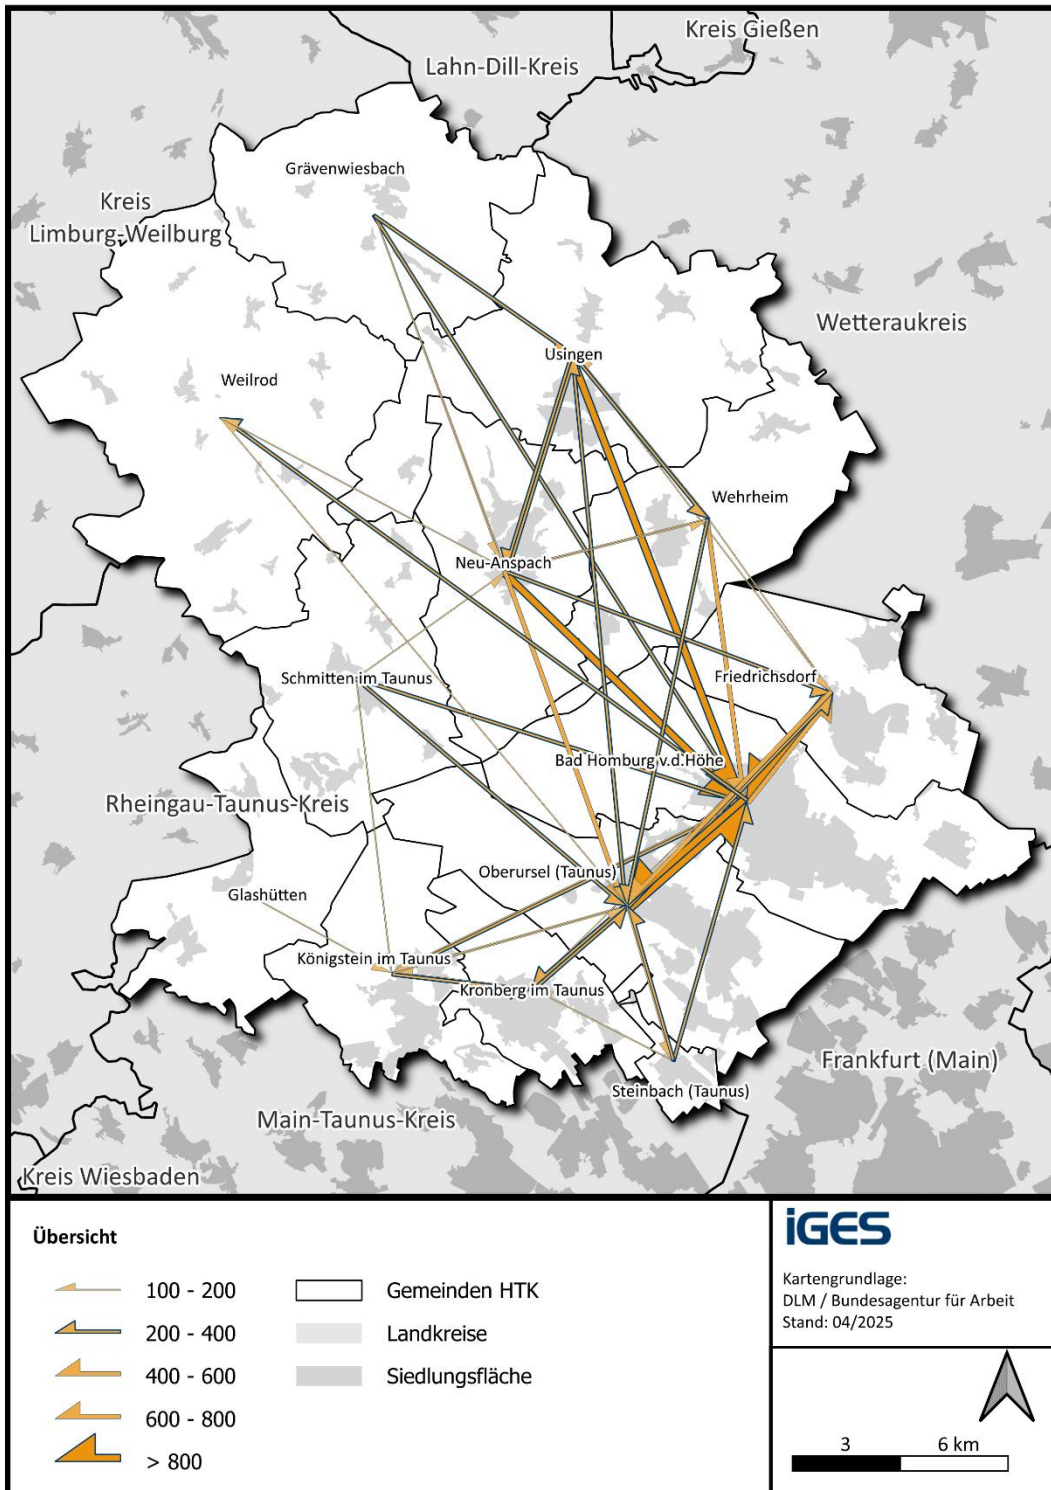 Kreis Gießen
Lahn-Dill-Kreis
Grävenwiesbach
Kreis
Limburg-Weilburg
Wetteraukreis
Usingen
Weilrod
Wehrheim
Neu-Anspach
Schmitten im Taunus
Friedrichsdorf
Bad Homburg v.d.Höhe
Rheingau-Taunus-Kreis
Oberursel (Taunus)
Glashütten
Königstein im Taunus
Kronberg im Taunus
Frankfurt (Main)
Steinbach (Taunus)
Main-Taunus-Kreis
Kreis Wiesbaden
Übersicht
100 - 200
200 - 400
400 - 600
600 - 800
> 800
Gemeinden HTK
Landkreise
Siedlungsfläche
iGES
Kartengrundlage:
DLM / Bundesagentur für Arbeit
Stand: 04/2025
3 6 km